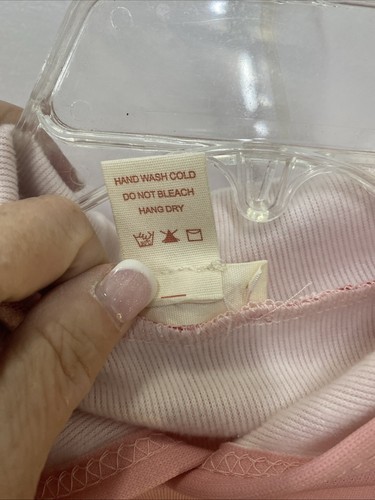 HAND WASH COLD
DO NOT BLEACH
HANG DRY